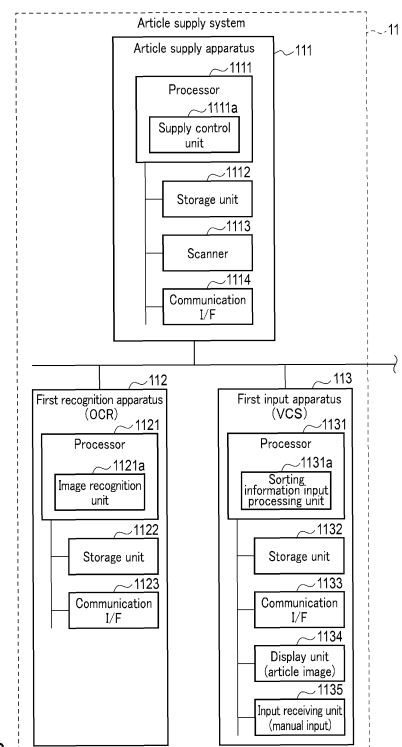 Article supply system
11
Article supply apparatus
111
1111
Processor
1111a
Supply control
unit
1112
Storage unit
1113
Scanner
1114
Communication
I/F
112
First recognition apparatus
(OCR)
1121
Processor
1121a
Image recognition
unit
1122
Storage unit
1123
Communication
I/F
113
First input apparatus
(VCS)
1131
Processor
1131a
Sorting
information input
processing unit
1132
Storage unit
1133
Communication
I/F
1134
Display unit
(article image)
1135
Input receiving unit
(manual input)